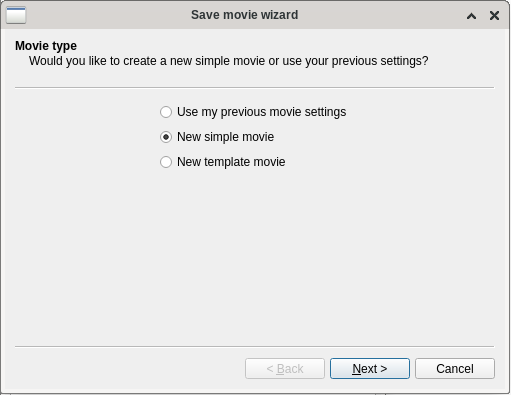 Save movie wizard
Movie type
Would you like to create a new simple movie or use your previous settings?
Use my previous movie settings
New simple movie
New template movie
< Back
Next >
Cancel